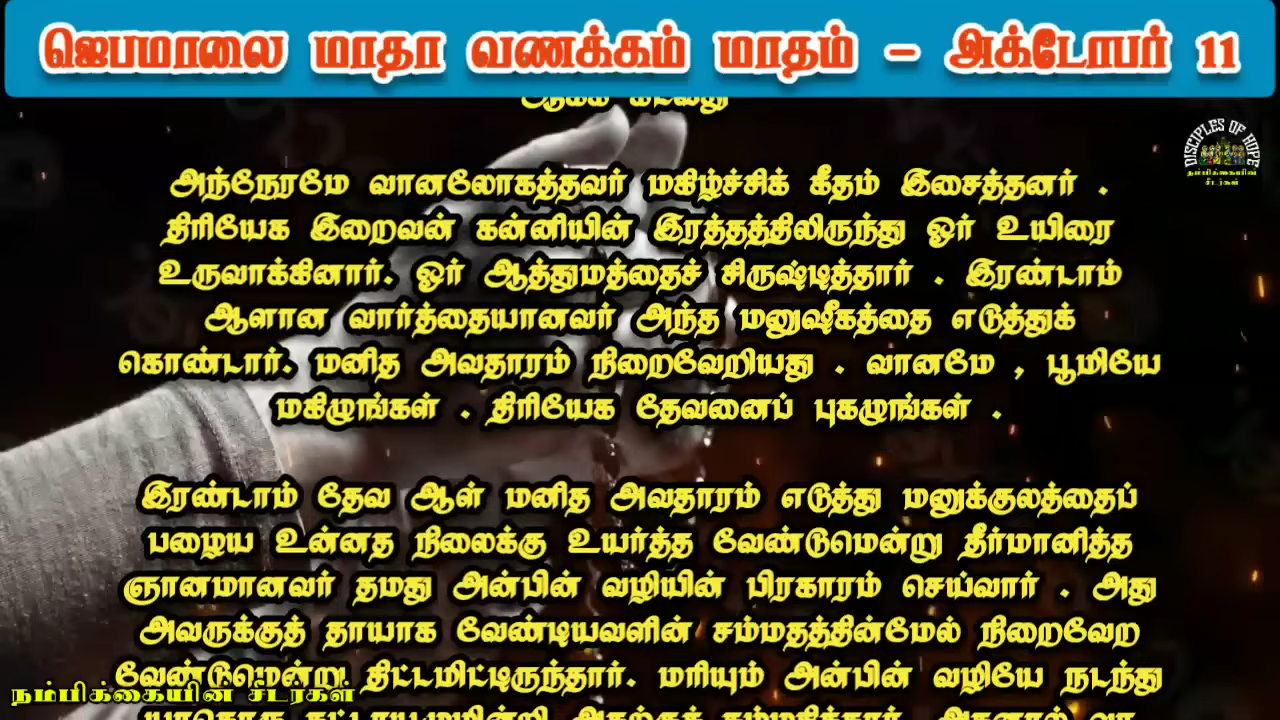 ஜெபமாலை மாதா வணக்கம் மாதம் - அக்டோபர் 11
DISCIPLES OF HOPE
நம்பிக்கையின்
சீடர்கள்
அந்நேரமே வானலோகத்தவர் மகிழ்ச்சிக் கீதம் இசைத்தனர் .
திரியேக இறைவன் கன்னியின் இரத்தத்திலிருந்து ஓர் உயிரை
உருவாக்கினார். ஓர் ஆத்துமத்தைச் சிருஷ்டித்தார் . இரண்டாம்
ஆளான வார்த்தையானவர் அந்த மனுஷீகத்தை எடுத்துக்
கொண்டார். மனித அவதாரம் நிறைவேறியது . வானமே , பூமியே
மகிழுங்கள் . திரியேக தேவனைப் புகழுங்கள் .
இரண்டாம் தேவ ஆள் மனித அவதாரம் எடுத்து மனுக்குலத்தைப்
பழைய உன்னத நிலைக்கு உயர்த்த வேண்டுமென்று தீர்மானித்த
ஞானமானவர் தமது அன்பின் வழியின் பிரகாரம் செய்வார் . அது
அவருக்குத் தாயாக வேண்டியவளின் சம்மதத்தின்மேல் நிறைவேற
வேண்டுமென்று திட்டமிட்டிருந்தார். மரியும் அன்பின் வழியே நடந்து
நம்பிக்கையின் சீடர்கள்